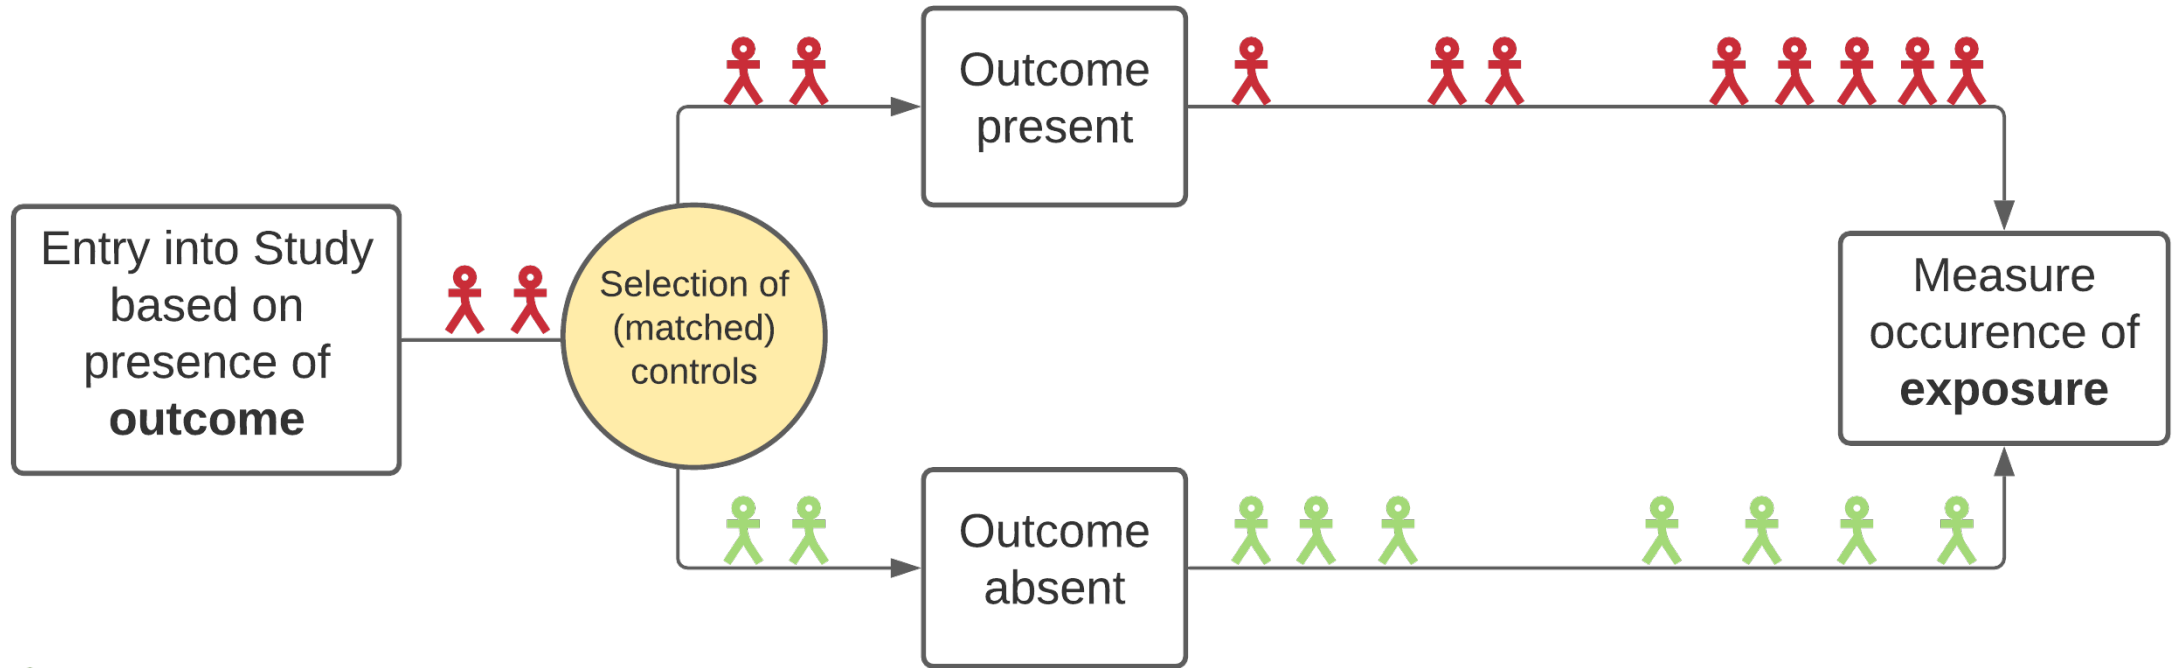 Entry into Study
based on
presence of
outcome
Selection of
(matched)
controls
Outcome
present
Outcome
absent
Measure
occurence of
exposure